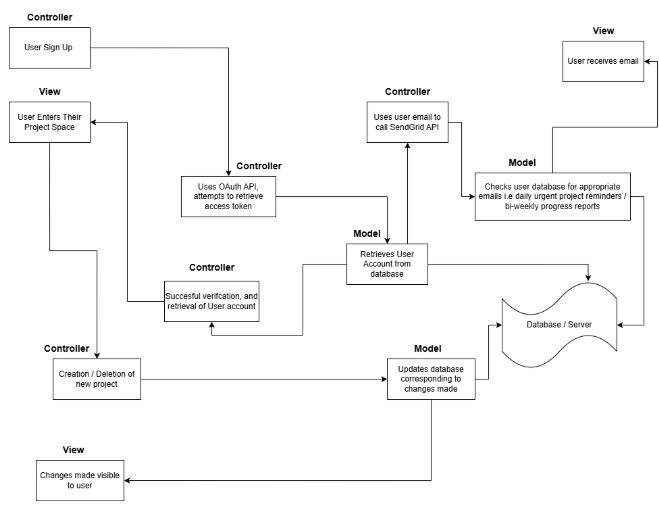 Controller
User Sign Up
View
User receives email
View
User Enters Their
Project Space
Controller
Uses user email to
call SendGrid API
Controller
Uses OAuth API,
attempts to retrieve
access token
Model
Checks user database for appropriate
emails i.e daily urgent project reminders /
bi-weekly progress reports
Model
Retrieves User
Account from
database
Controller
Succesful verifcation, and
retrieval of User account
Database / Server
Controller
Creation / Deletion of
new project
Model
Updates database
corresponding to
changes made
View
Changes made visible
to user